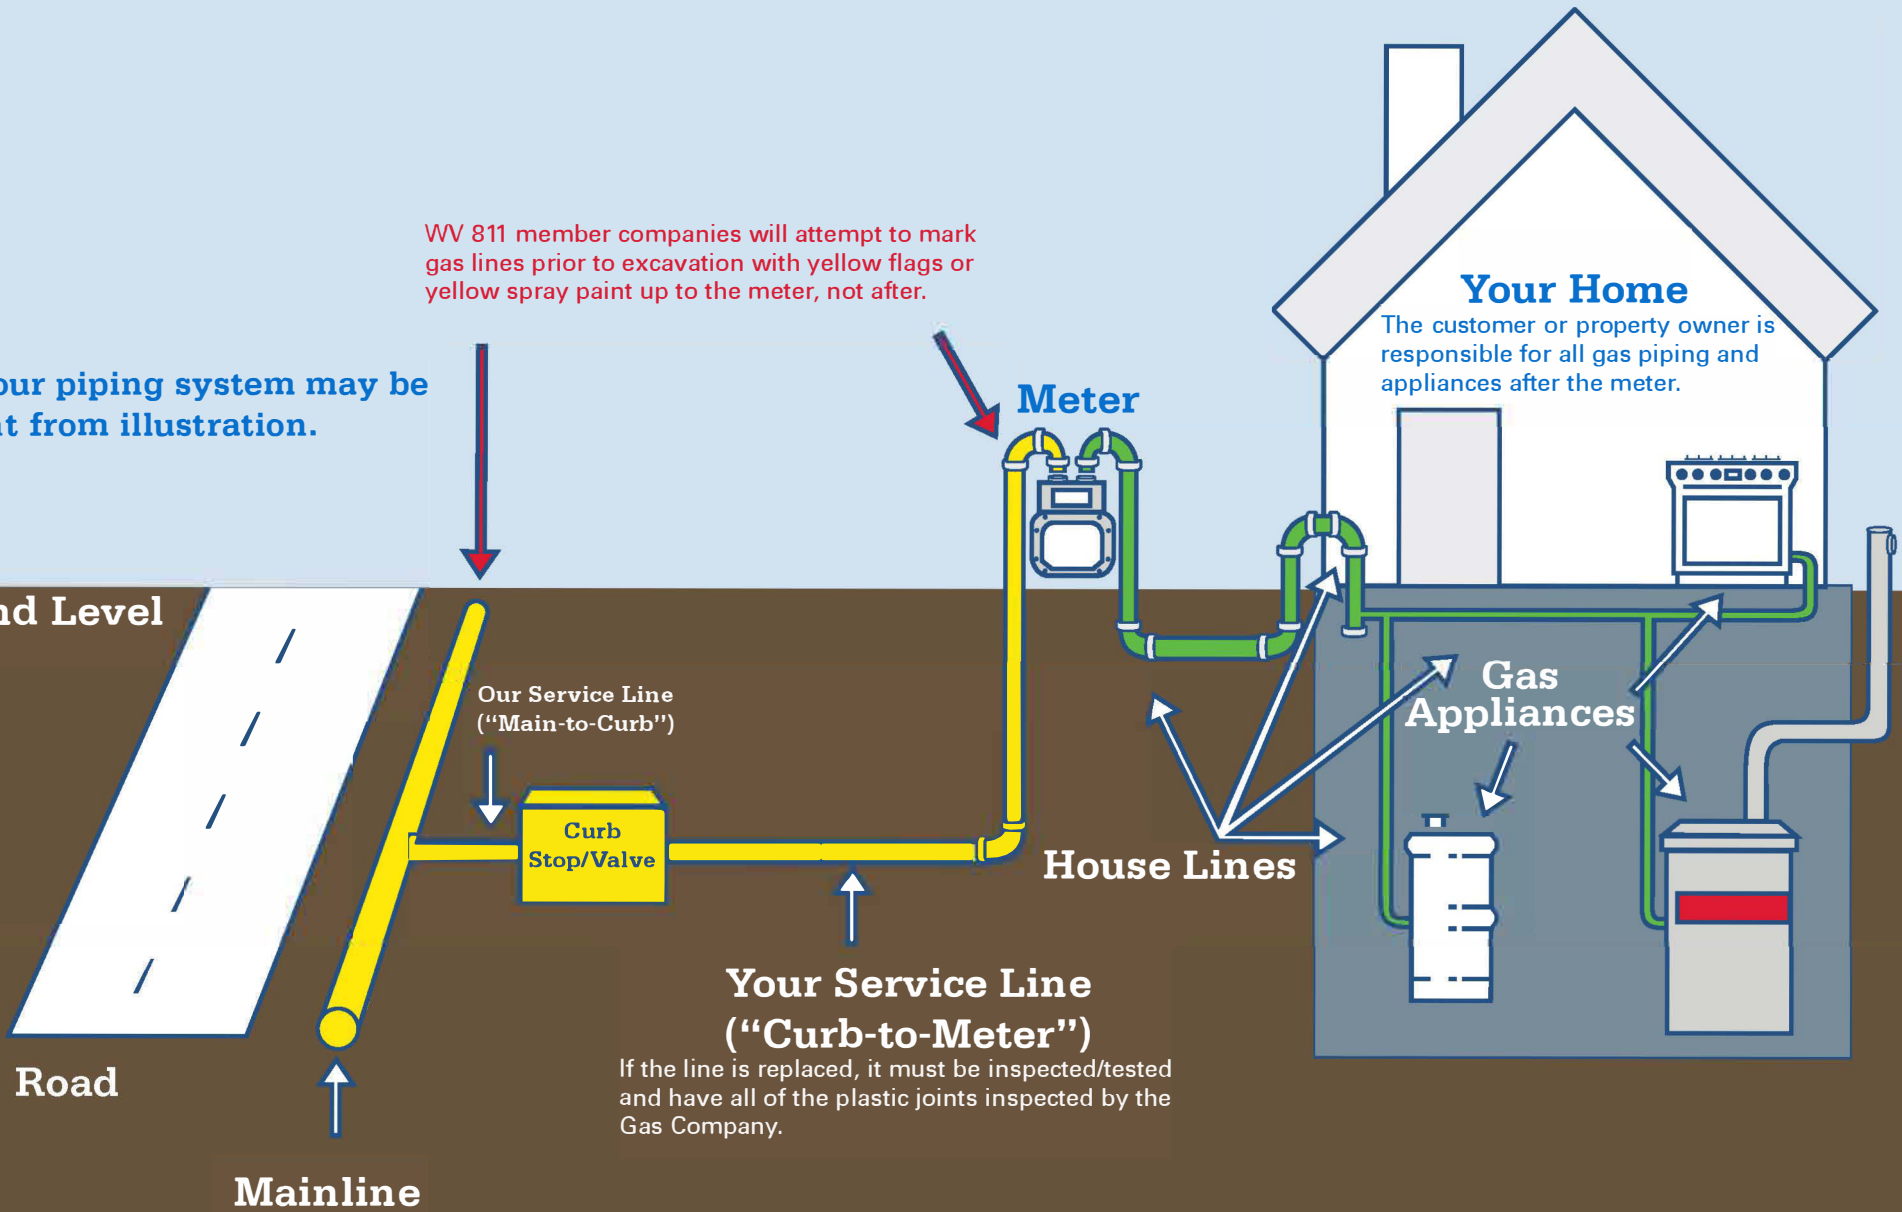 WV 811 member companies will attempt to mark
gas lines prior to excavation with yellow flags or
yellow spray paint up to the meter, not after.
Your Home
The customer or property owner is
responsible for all gas piping and
appliances after the meter.
our piping system may be
t from illustration.
Meter
nd Level
Our Service Line
(“Main-to-Curb”)
Gas
Appliances
Curb
Stop/Valve
House Lines
Your Service Line
(“Curb-to-Meter”)
If the line is replaced, it must be inspected/tested
and have all of the plastic joints inspected by the
Gas Company.
Road
Mainline